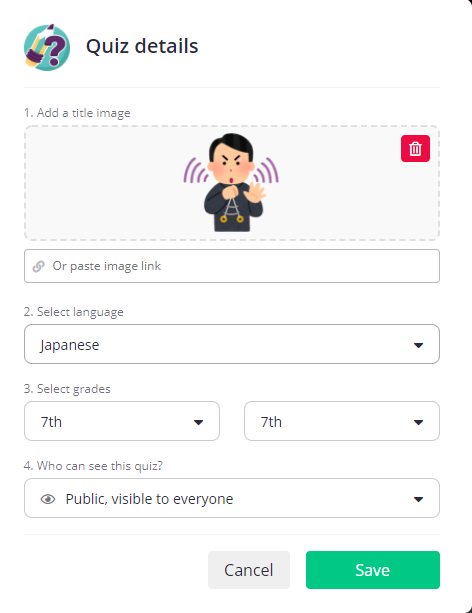 Quiz details
1. Add a title image
Or paste image link
2. Select language
Japanese
3. Select grades
7th 7th
4. Who can see this quiz?
Public, visible to everyone
Cancel Save